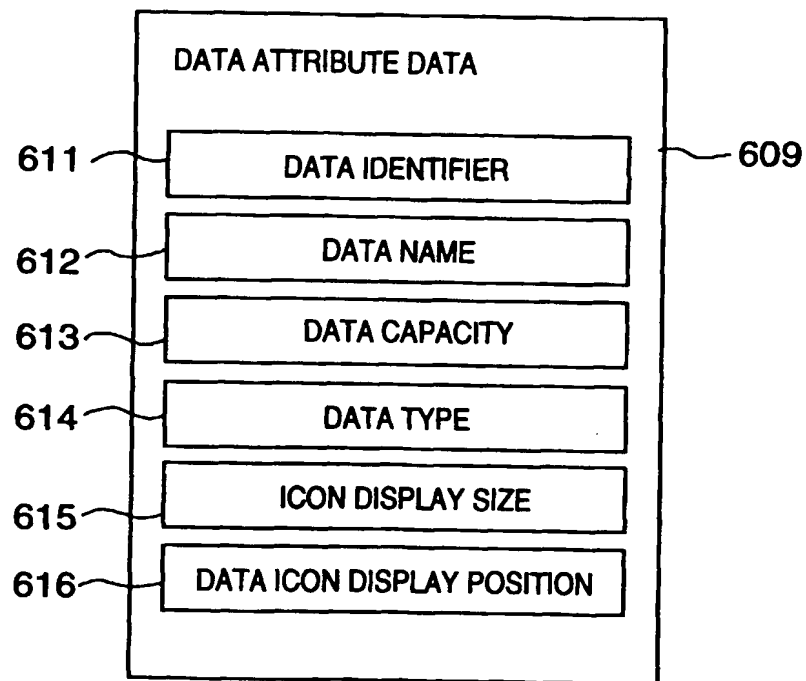 DATA ATTRIBUTE DATA
611 DATA IDENTIFIER 609
612 DATA NAME
613 DATA CAPACITY
614 DATA TYPE
615 ICON DISPLAY SIZE
616 DATA ICON DISPLAY POSITION